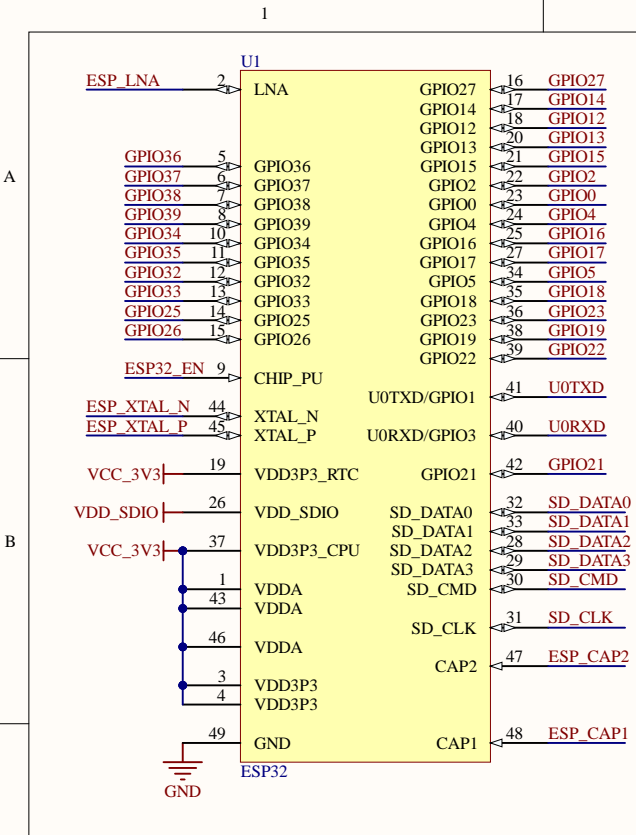 1
A
B
U1
ESP_LNA 2 LNA GPIO27 16 GPIO27
GPIO14 17 GPIO14
GPIO12 18 GPIO12
GPIO13 20 GPIO13
GPIO36 5 GPIO36 GPIO15 21 GPIO15
GPIO37 6 GPIO37 GPIO2 22 GPIO2
GPIO38 7 GPIO38 GPIO0 23 GPIO0
GPIO39 8 GPIO39 GPIO4 24 GPIO4
GPIO34 10 GPIO34 GPIO16 25 GPIO16
GPIO35 11 GPIO35 GPIO17 27 GPIO17
GPIO32 12 GPIO32 GPIO5 34 GPIO5
GPIO33 13 GPIO33 GPIO18 35 GPIO18
GPIO25 14 GPIO25 GPIO23 36 GPIO23
GPIO26 15 GPIO26 GPIO19 38 GPIO19
GPIO22 39 GPIO22
ESP32_EN 9 CHIP_PU
U0TXD/GPIO1 41 U0TXD
ESP_XTAL_N 44 XTAL_N
ESP_XTAL_P 45 XTAL_P U0RXD/GPIO3 40 U0RXD
VCC_3V3 19 VDD3P3_RTC GPIO21 42 GPIO21
VDD_SDIO 26 VDD_SDIO SD_DATA0 32 SD_DATA0
SD_DATA1 33 SD_DATA1
VCC_3V3 37 VDD3P3_CPU SD_DATA2 28 SD_DATA2
SD_DATA3 29 SD_DATA3
1 VDDA SD_CMD 30 SD_CMD
43 VDDA
SD_CLK 31 SD_CLK
46 VDDA
CAP2 47 ESP_CAP2
3 VDD3P3
4 VDD3P3
49 GND CAP1 48 ESP_CAP1
ESP32
GND